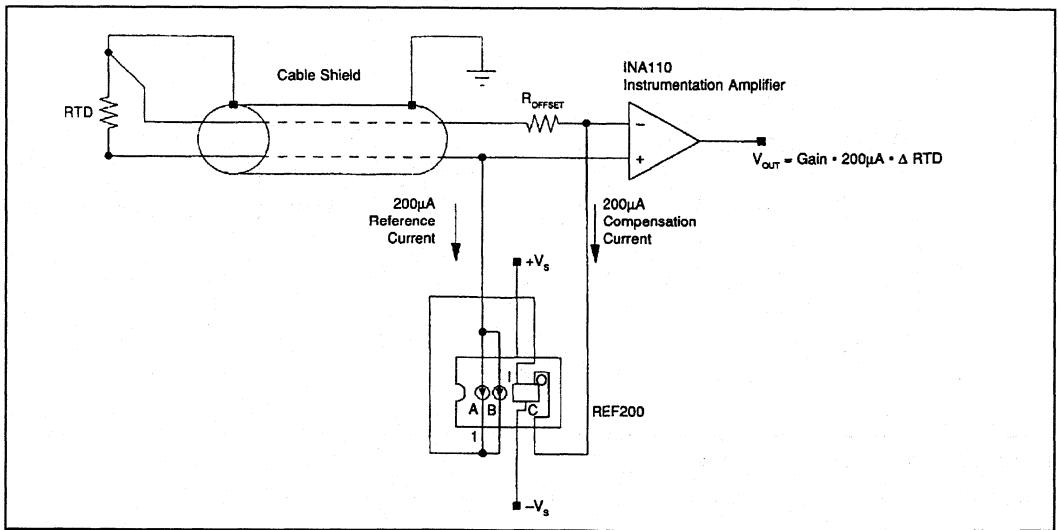 INA110
Instrumentation Amplifier
Cable Shield
R_OFFSET
RTD
−
+
V_OUT = Gain • 200µA • Δ RTD
200µA
Reference
Current
200µA
Compensation
Current
+V_s
I O
A B C
REF200
1
−V_s